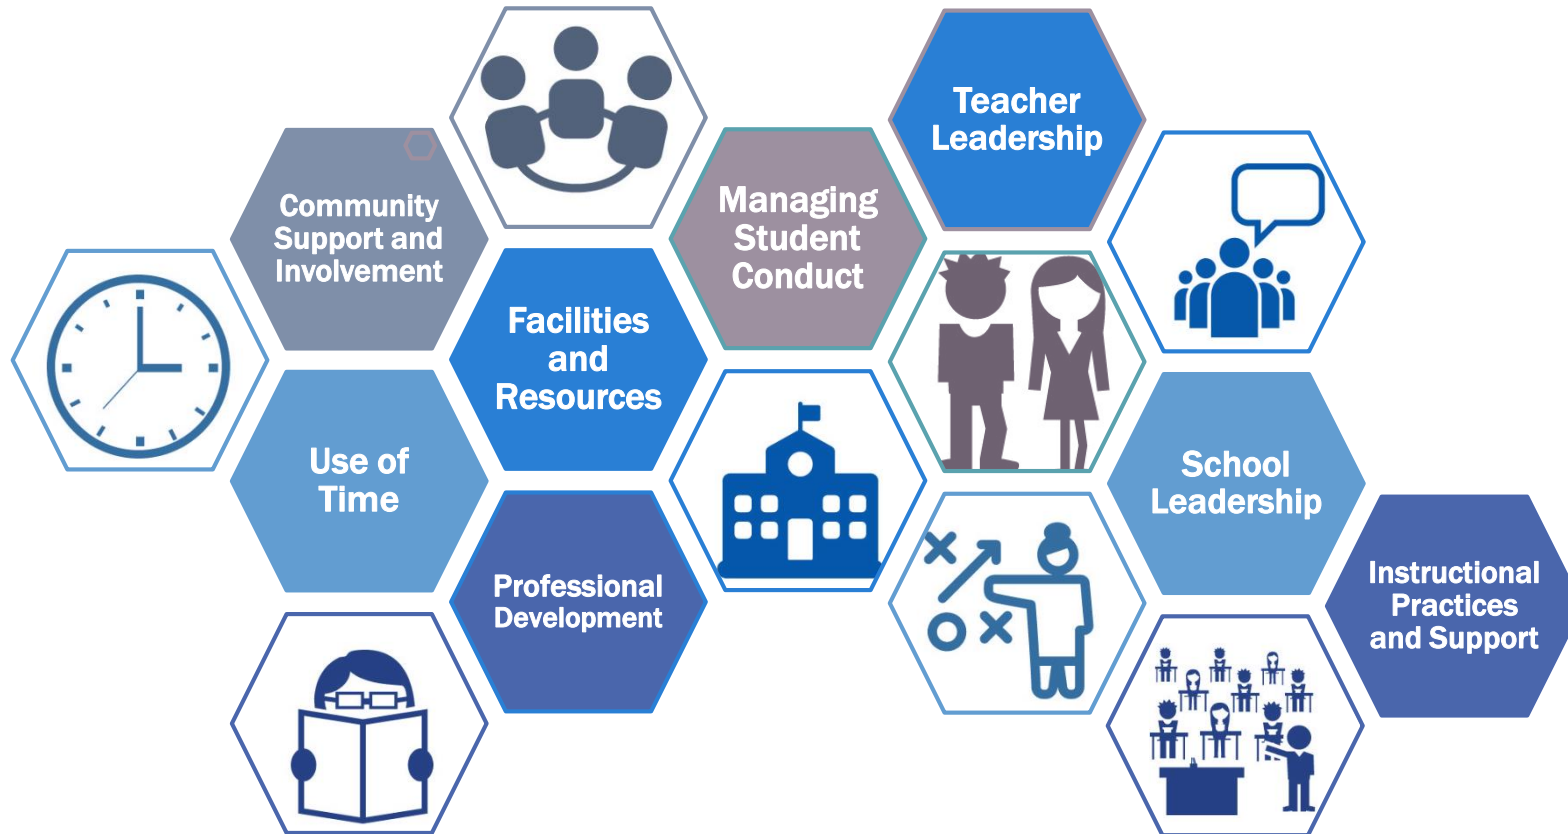 Teacher
Leadership
Community
Support and
Involvement
Managing
Student
Conduct
Facilities
and
Resources
Use of
Time
School
Leadership
Professional
Development
Instructional
Practices
and Support